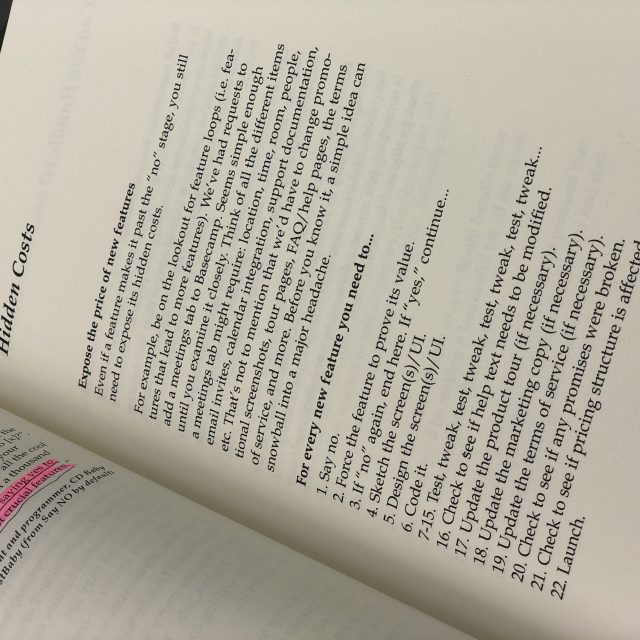 the
[s]".
your
all the cool
t a thousand
saying yes to
crucial features."
nt and programmer, CD Baby
(from Say NO by default)
Hidden Costs
Expose the price of new features
Even if a feature makes it past the "no" stage, you still
need to expose its hidden costs.
For example, be on the lookout for feature loops (i.e. fea-
tures that lead to more features). We've had requests to
add a meetings tab to Basecamp. Seems simple enough
until you examine it closely. Think of all the different items
a meetings tab might require: location, time, room, people,
email invites, calendar integration, support documentation,
etc. That's not to mention that we'd have to change promo-
tional screenshots, tour pages, FAQ/help pages, the terms
of service, and more. Before you know it, a simple idea can
snowball into a major headache.
For every new feature you need to...
1. Say no.
2. Force the feature to prove its value.
3. If "no" again, end here. If "yes," continue...
4. Sketch the screen(s)/UI.
5. Design the screen(s)/UI.
6. Code it.
7-15. Test, tweak, test, tweak, test, tweak, test, tweak...
16. Check to see if help text needs to be modified.
17. Update the product tour (if necessary).
18. Update the marketing copy (if necessary).
19. Update the terms of service (if necessary).
20. Check to see if any promises were broken.
21. Check to see if pricing structure is affected
22. Launch.